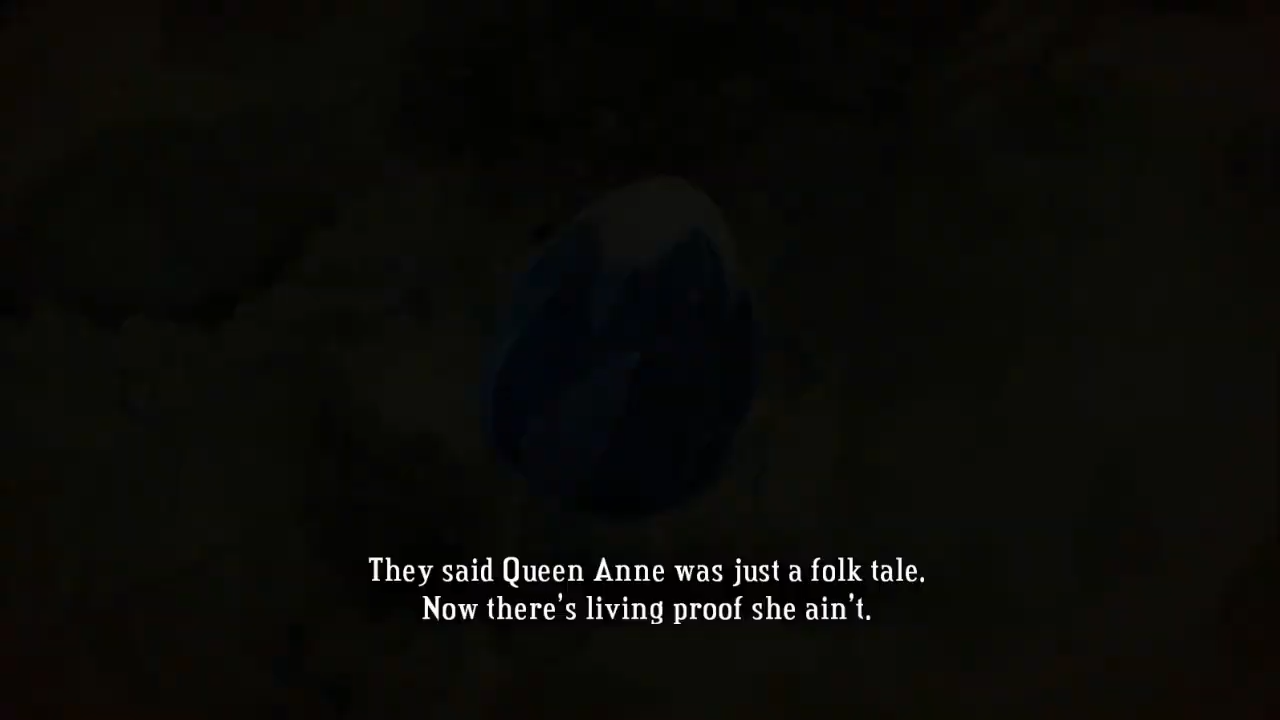 They said Queen Anne was just a folk tale.
Now there's living proof she ain't.